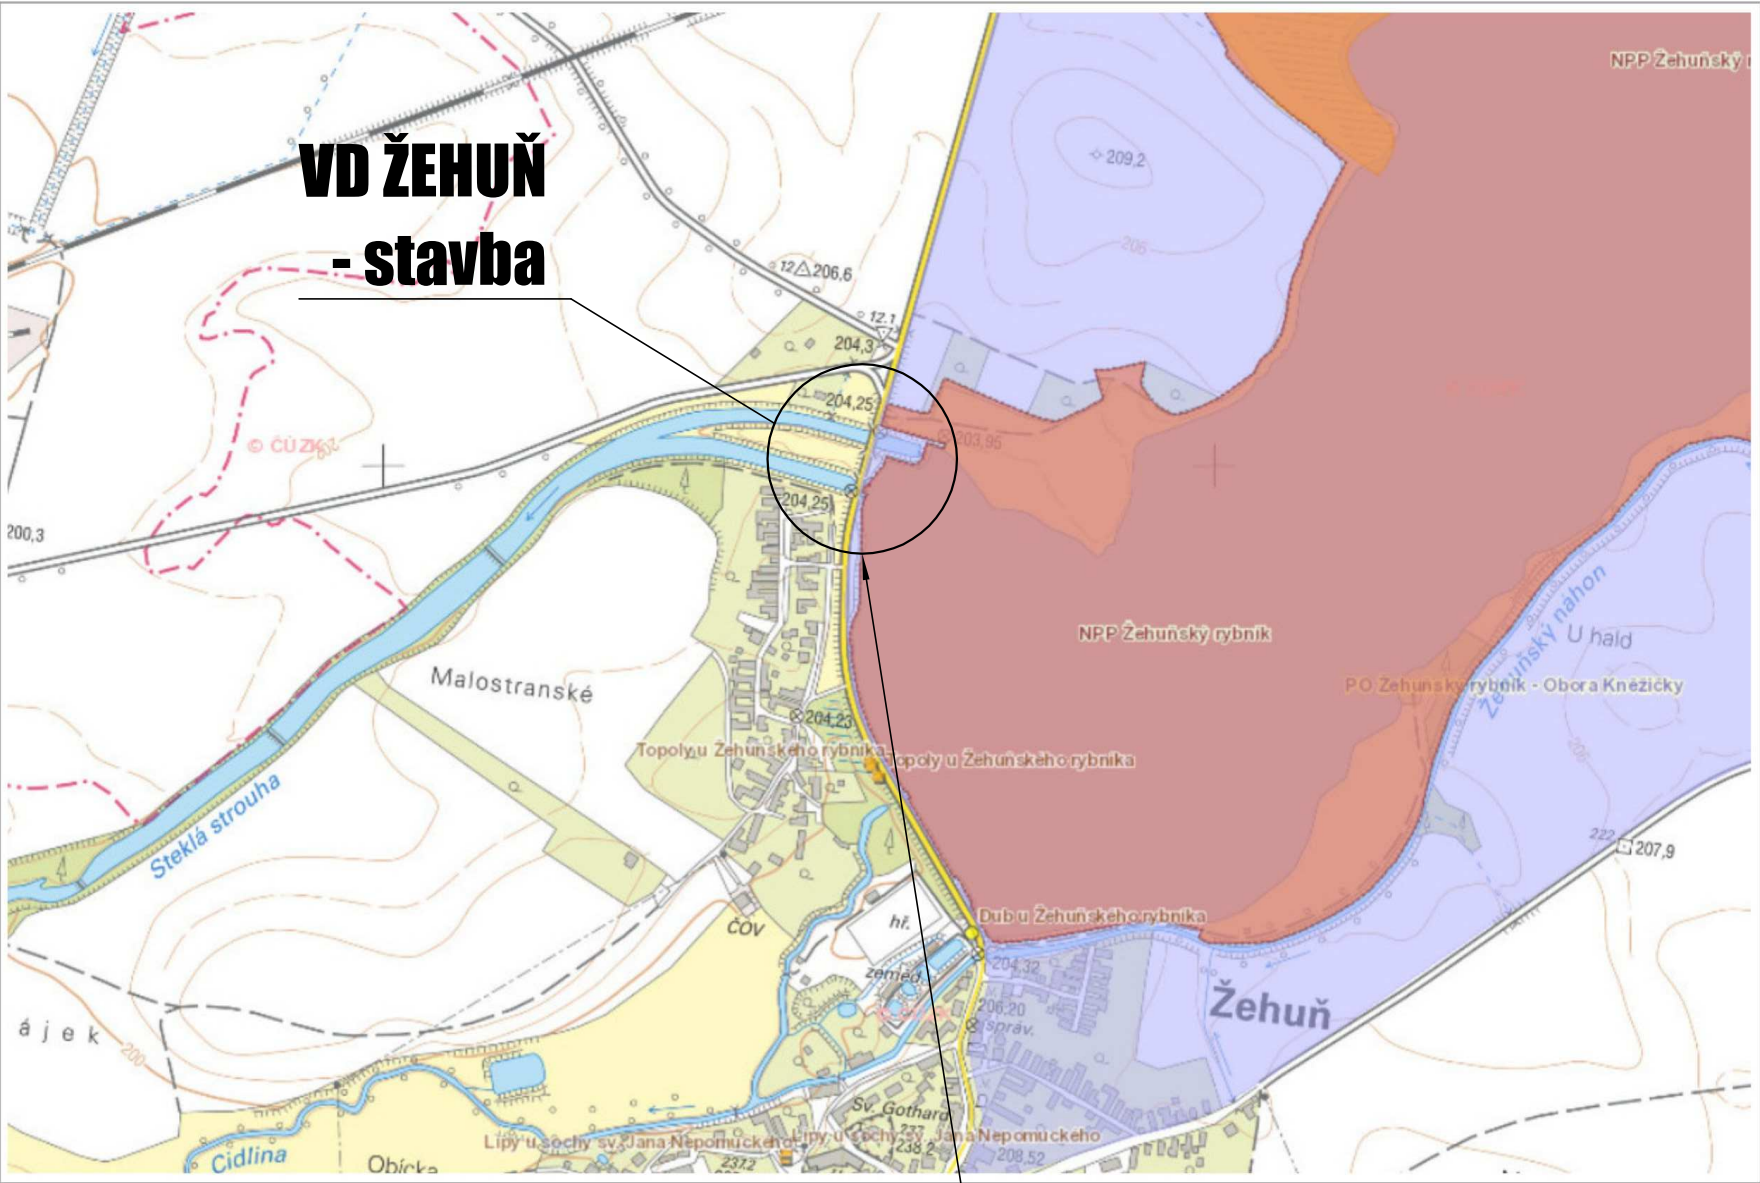 NPP Žehuňský r
VD ŽEHUŇ
- stavba
209,2
206
12 206,6
12.1
204,3
204,25
203,95
© ČÚZK
204,25
200,3
NPP Žehuňský rybník
U hald
Žehuňský náhon
Malostranské
PO Žehuňský rybník - Obora Kněžičky
204,23
Topoly u Žehuňského rybníka
Topoly u Žehuňského rybníka
Steklá strouha
222
207,9
206
Dub u Žehuňského rybníka
hř.
ČOV
204,32
zeměd.
206,20
Žehuň
správ.
ájek
200
Sv. Gothard
Lípy u sochy sv. Jana Nepomuckého
Lípy u sochy sv. Jana Nepomuckého
238,2
208,52
237,2
Cidlina
Obícka